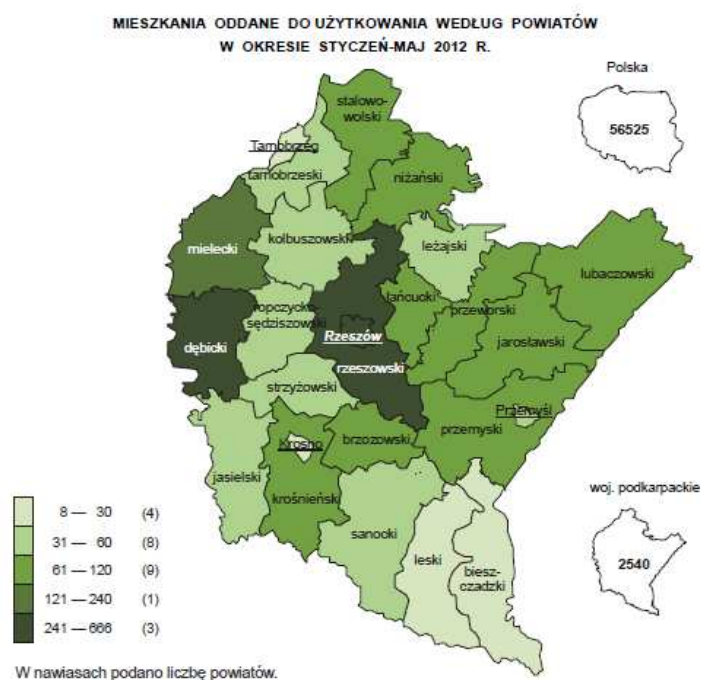 MIESZKANIA ODDANE DO UŻYTKOWANIA WEDŁUG POWIATÓW
W OKRESIE STYCZEŃ-MAJ 2012 R.
Polska
56525
stalowo-
wolski
Tarnobrzeg
tarnobrzeski
niżański
mielecki
kolbuszowski
leżajski
lubaczowski
łańcucki
przeworski
ropczycko-
sędziszowski
jarosławski
dębicki
Rzeszów
rzeszowski
strzyżowski
Przemyśl
przemyski
Krosno
brzozowski
jasielski
krośnieński
sanocki
leski
biesz-
czadzki
woj. podkarpackie
2540
8 — 30 (4)
31 — 60 (8)
61 — 120 (9)
121 — 240 (1)
241 — 666 (3)
W nawiasach podano liczbę powiatów.